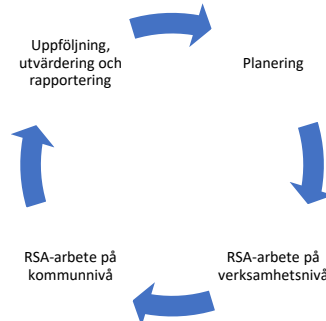 Uppföljning,
utvärdering och
rapportering
Planering
RSA-arbete på
kommunnivå
RSA-arbete på
verksamhetsnivå